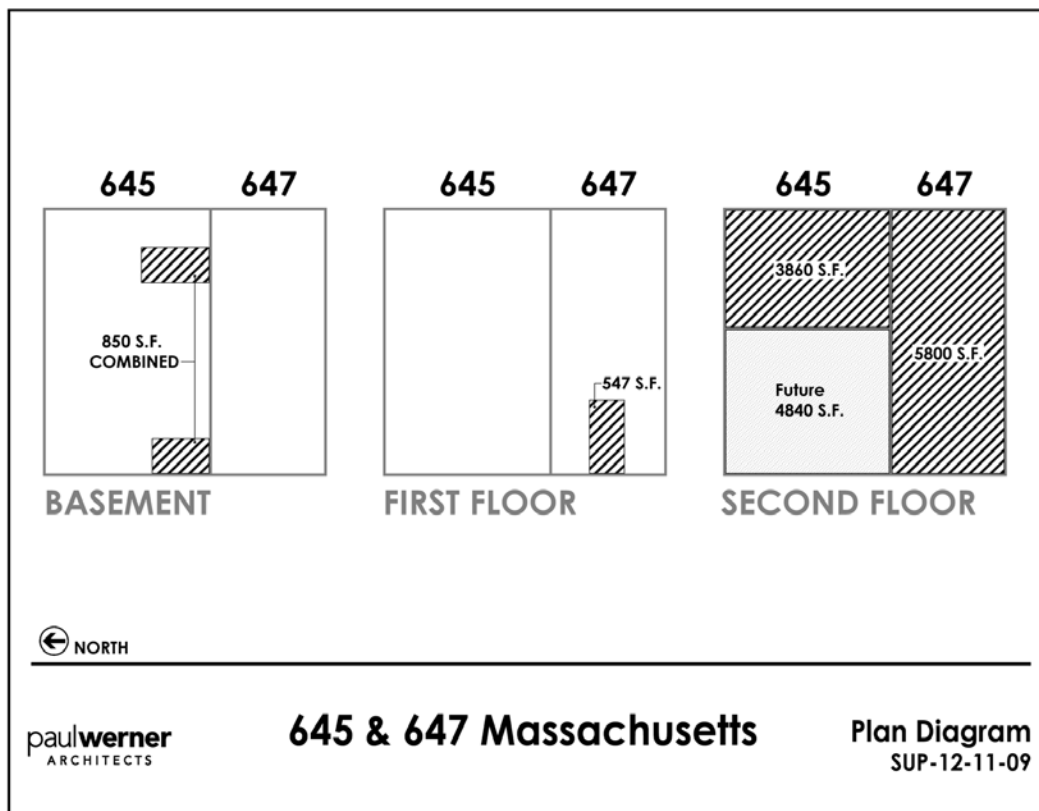 645 647
850 S.F.
COMBINED
BASEMENT
645 647
547 S.F.
FIRST FLOOR
645 647
3860 S.F.
5800 S.F.
Future
4840 S.F.
SECOND FLOOR
NORTH
paulwerner
ARCHITECTS
645 & 647 Massachusetts
Plan Diagram
SUP-12-11-09